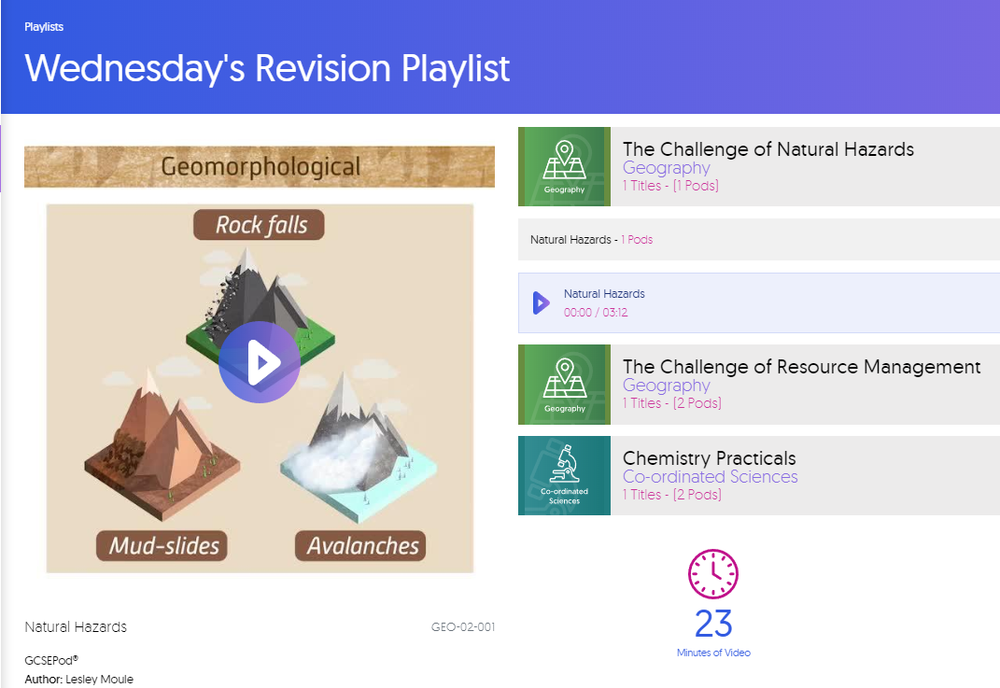 Playlists
Wednesday's Revision Playlist
Geomorphological
Rock falls
Mud-slides
Avalanches
Natural Hazards
GEO-02-001
GCSEPod®
Author: Lesley Moule
Geography
The Challenge of Natural Hazards
Geography
1 Titles - (1 Pods)
Natural Hazards - 1 Pods
Natural Hazards
00:00 / 03:12
Geography
The Challenge of Resource Management
Geography
1 Titles - (2 Pods)
Co-ordinated
Sciences
Chemistry Practicals
Co-ordinated Sciences
1 Titles - (2 Pods)
23
Minutes of Video